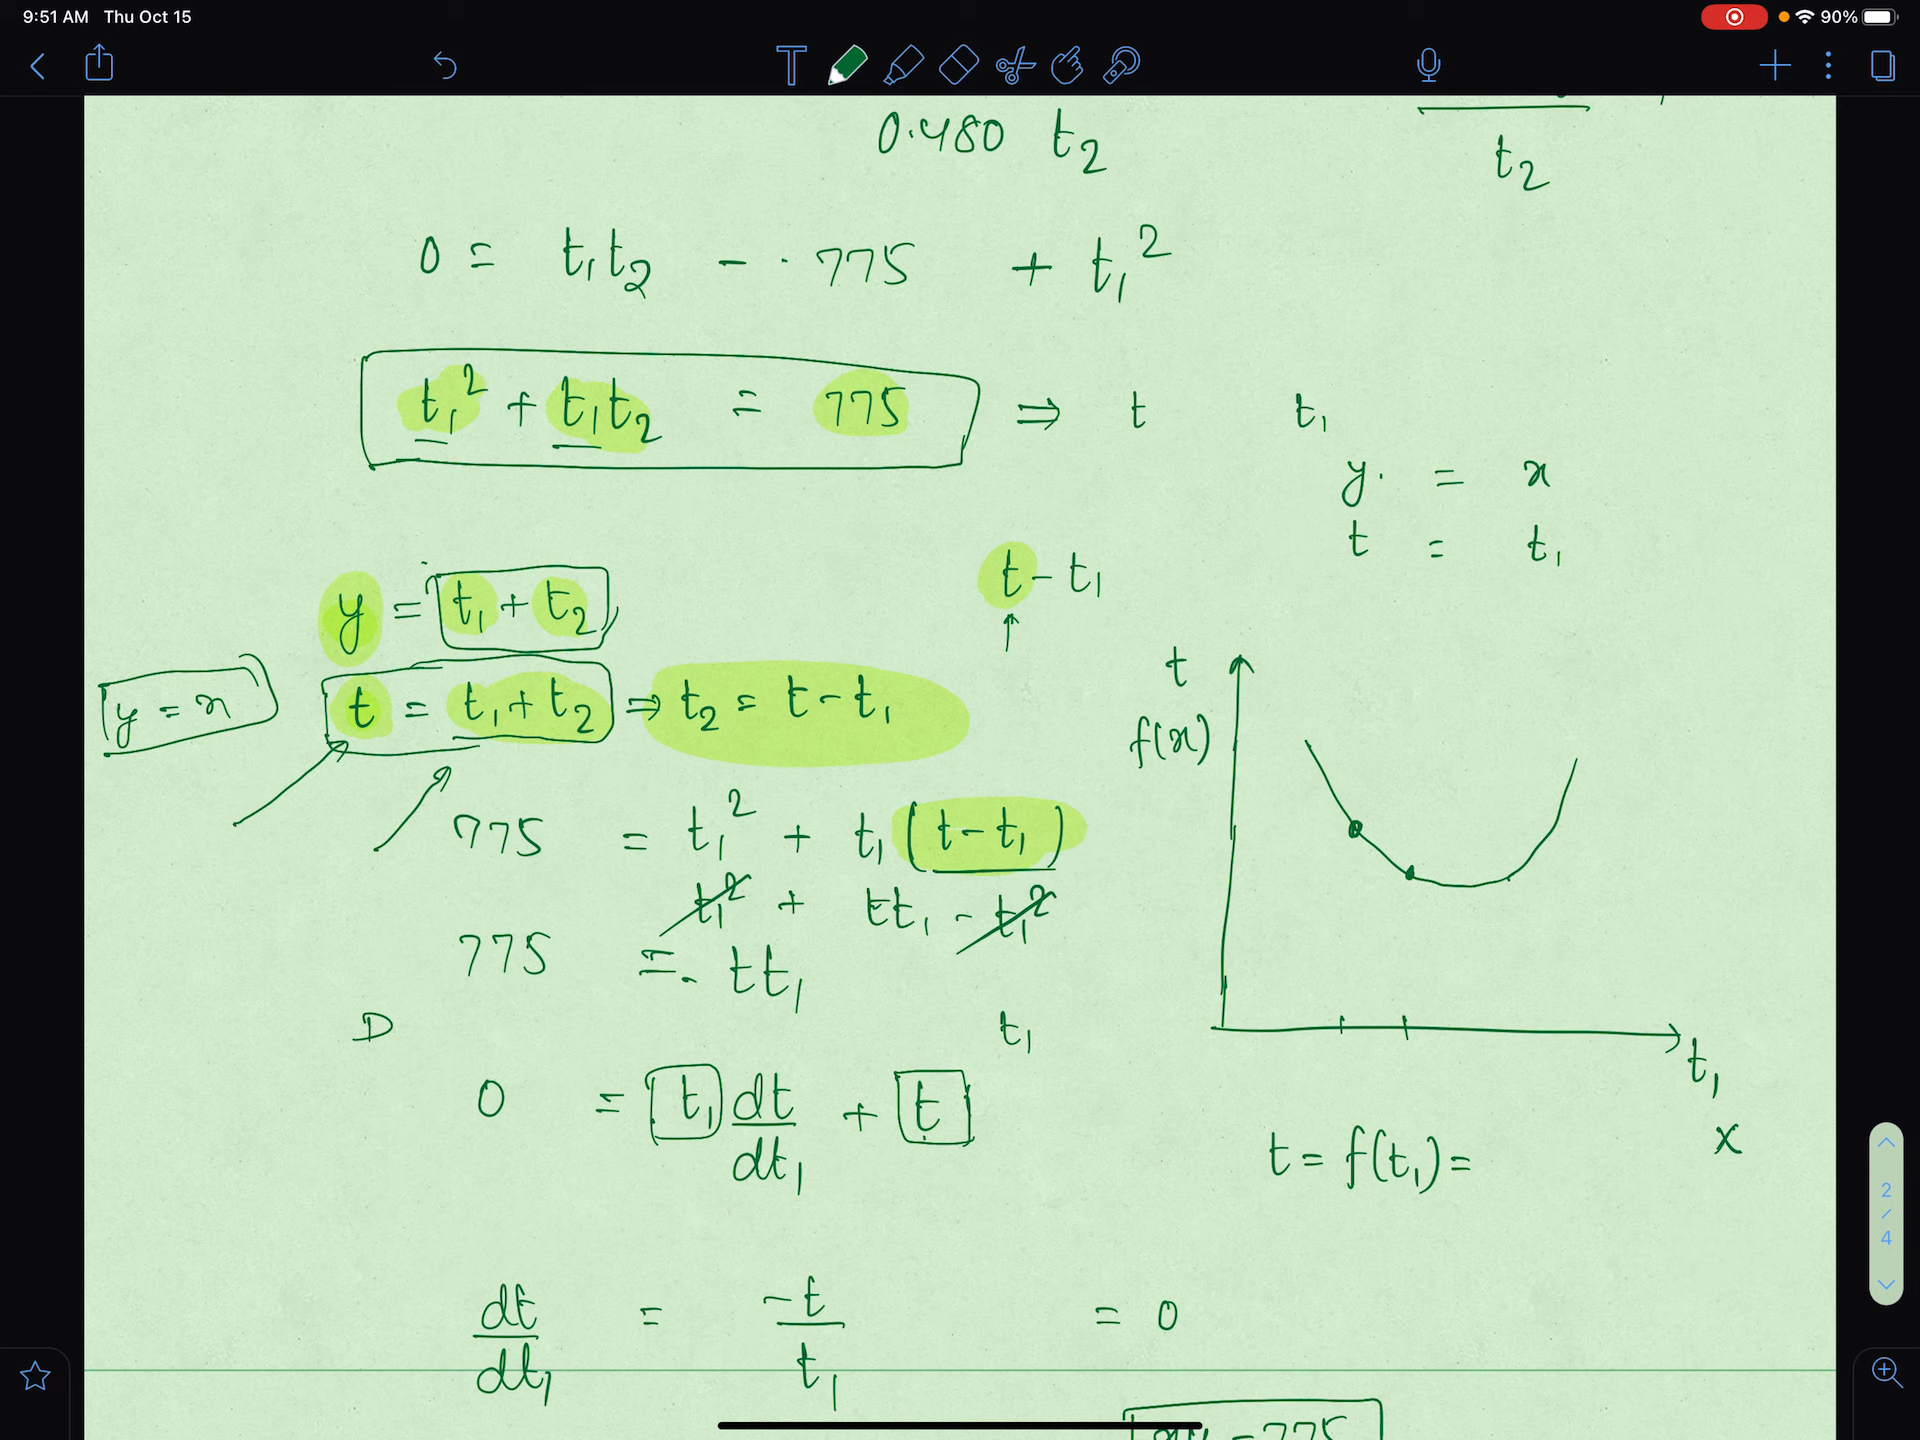 9:51 AM Thu Oct 15
90%
0.480 t₂
t₂
0 = t₁t₂ - · 775 + t₁²
t₁² + t₁t₂ = 775 ⇒ t t₁
y. = x
t = t₁
t - t₁
y = t₁ + t₂
y = x
t = t₁ + t₂ ⇒ t₂ = t - t₁
t
f(x)
775 = t₁² + t₁ (t - t₁)
t₁² + tt₁ - t₁²
775 = . tt₁
D t₁
t₁
x
0 = t₁ dt/dt₁ + t
t = f(t₁) =
dt/dt₁ = -t/t₁ = 0
= 775
2
/
4